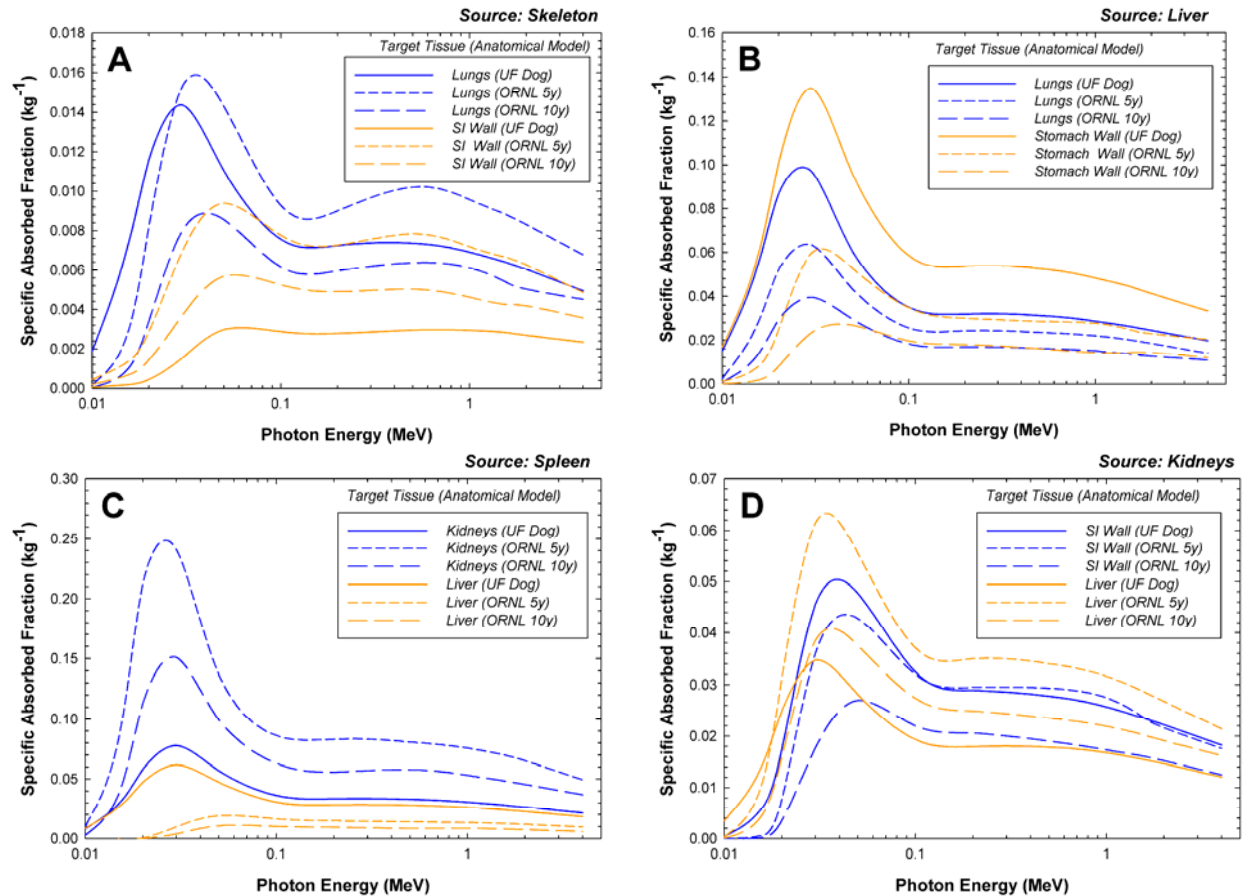 Source: Skeleton
A
Target Tissue (Anatomical Model)
Lungs (UF Dog)
Lungs (ORNL 5y)
Lungs (ORNL 10y)
SI Wall (UF Dog)
SI Wall (ORNL 5y)
SI Wall (ORNL 10y)
Specific Absorbed Fraction (kg⁻¹)
0.018
0.016
0.014
0.012
0.010
0.008
0.006
0.004
0.002
0.000
0.01 0.1 1
Photon Energy (MeV)
Source: Liver
B
Target Tissue (Anatomical Model)
Lungs (UF Dog)
Lungs (ORNL 5y)
Lungs (ORNL 10y)
Stomach Wall (UF Dog)
Stomach Wall (ORNL 5y)
Stomach Wall (ORNL 10y)
Specific Absorbed Fraction (kg⁻¹)
0.16
0.14
0.12
0.10
0.08
0.06
0.04
0.02
0.00
0.01 0.1 1
Photon Energy (MeV)
Source: Spleen
C
Target Tissue (Anatomical Model)
Kidneys (UF Dog)
Kidneys (ORNL 5y)
Kidneys (ORNL 10y)
Liver (UF Dog)
Liver (ORNL 5y)
Liver (ORNL 10y)
Specific Absorbed Fraction (kg⁻¹)
0.30
0.25
0.20
0.15
0.10
0.05
0.00
0.01 0.1 1
Photon Energy (MeV)
Source: Kidneys
D
Target Tissue (Anatomical Model)
SI Wall (UF Dog)
SI Wall (ORNL 5y)
SI Wall (ORNL 10y)
Liver (UF Dog)
Liver (ORNL 5y)
Liver (ORNL 10y)
Specific Absorbed Fraction (kg⁻¹)
0.07
0.06
0.05
0.04
0.03
0.02
0.01
0.00
0.01 0.1 1
Photon Energy (MeV)